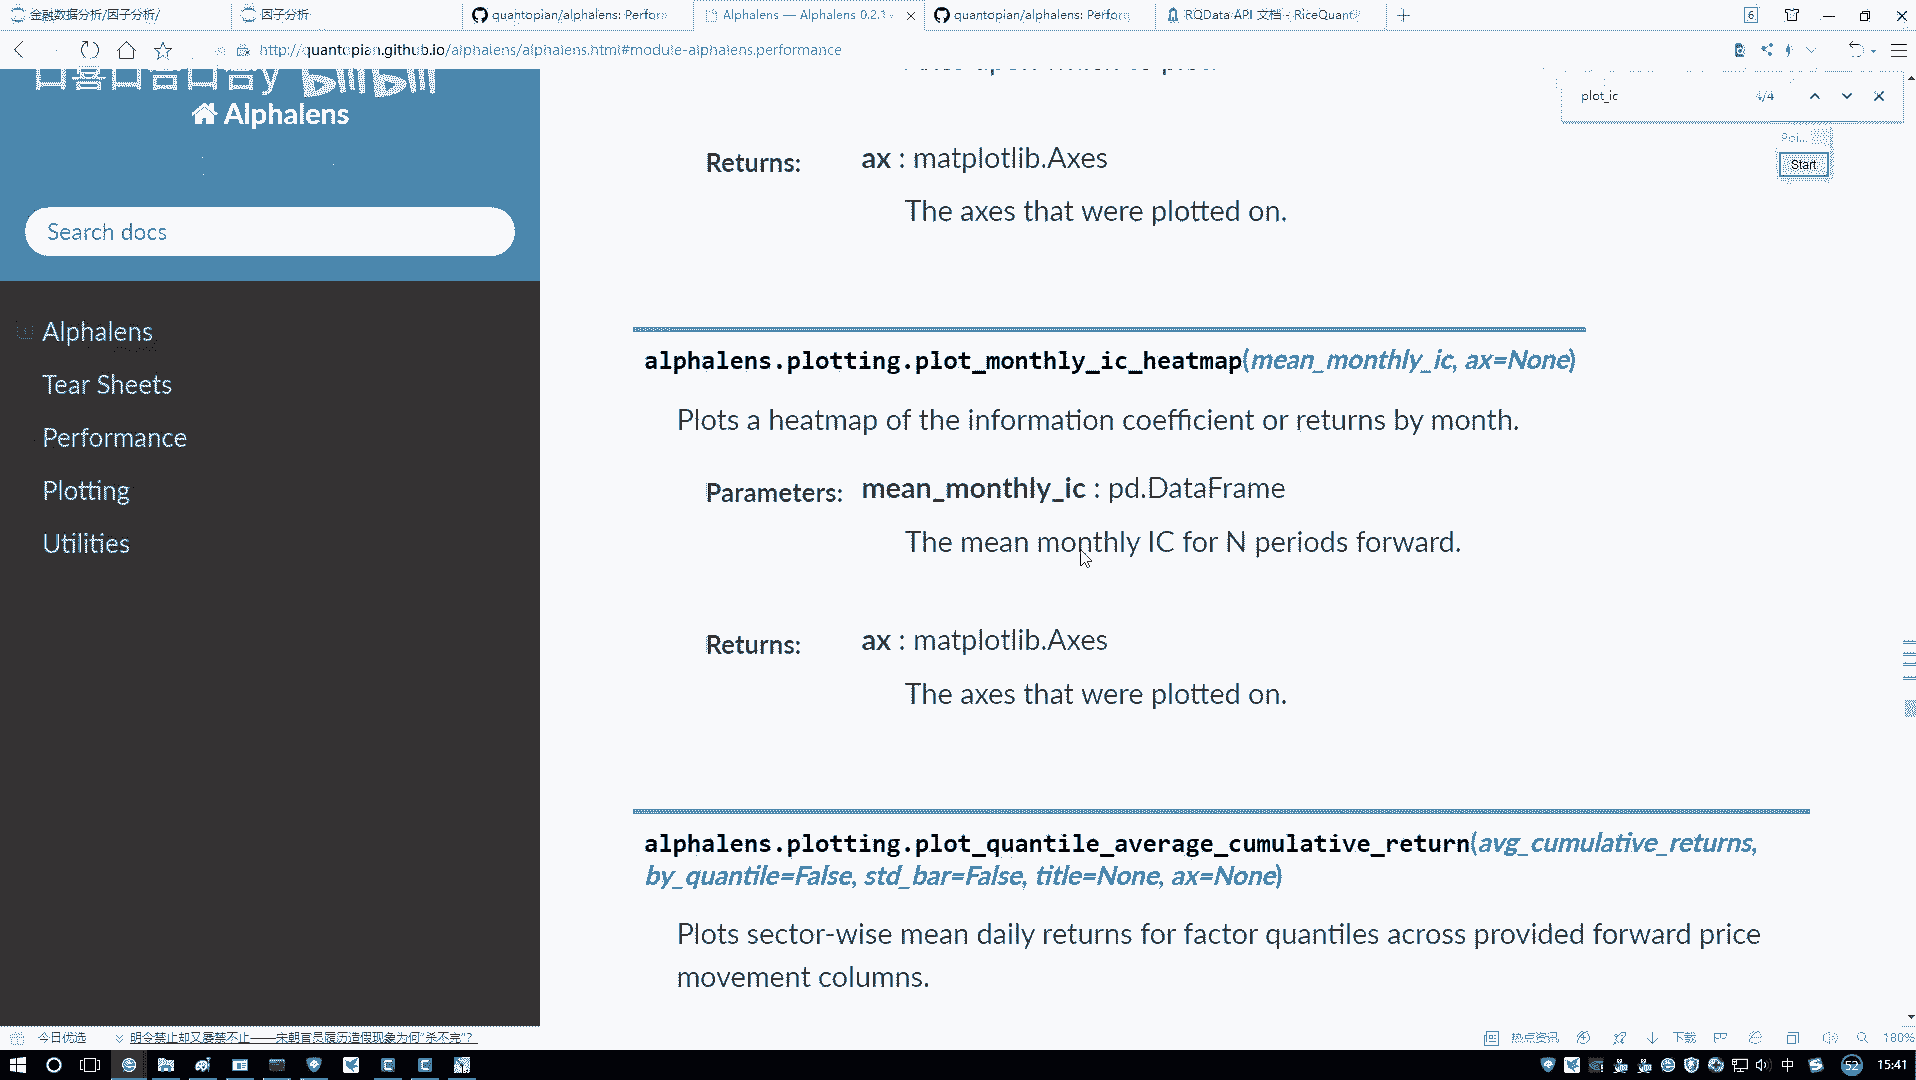 金融数据分析/因子分析/
因子分析
quantopian/alphalens: Perfor
Alphalens — Alphalens 0.2.1
quantopian/alphalens: Perfor
RQData API 文档 - RiceQuant
6
http://quantopian.github.io/alphalens/alphalens.html#module-alphalens.performance
plot_ic
4/4
Poi...
Start
bilibili
Alphalens
Search docs
Alphalens
Tear Sheets
Performance
Plotting
Utilities
Returns: ax : matplotlib.Axes
The axes that were plotted on.
alphalens.plotting.plot_monthly_ic_heatmap(mean_monthly_ic, ax=None)
Plots a heatmap of the information coefficient or returns by month.
Parameters: mean_monthly_ic : pd.DataFrame
The mean monthly IC for N periods forward.
Returns: ax : matplotlib.Axes
The axes that were plotted on.
alphalens.plotting.plot_quantile_average_cumulative_return(avg_cumulative_returns,
by_quantile=False, std_bar=False, title=None, ax=None)
Plots sector-wise mean daily returns for factor quantiles across provided forward price
movement columns.
今日优选
明令禁止却又屡禁不止——宋朝官员履历造假现象为何"杀不完"?
热点资讯
下载
180%
中
52
15:41